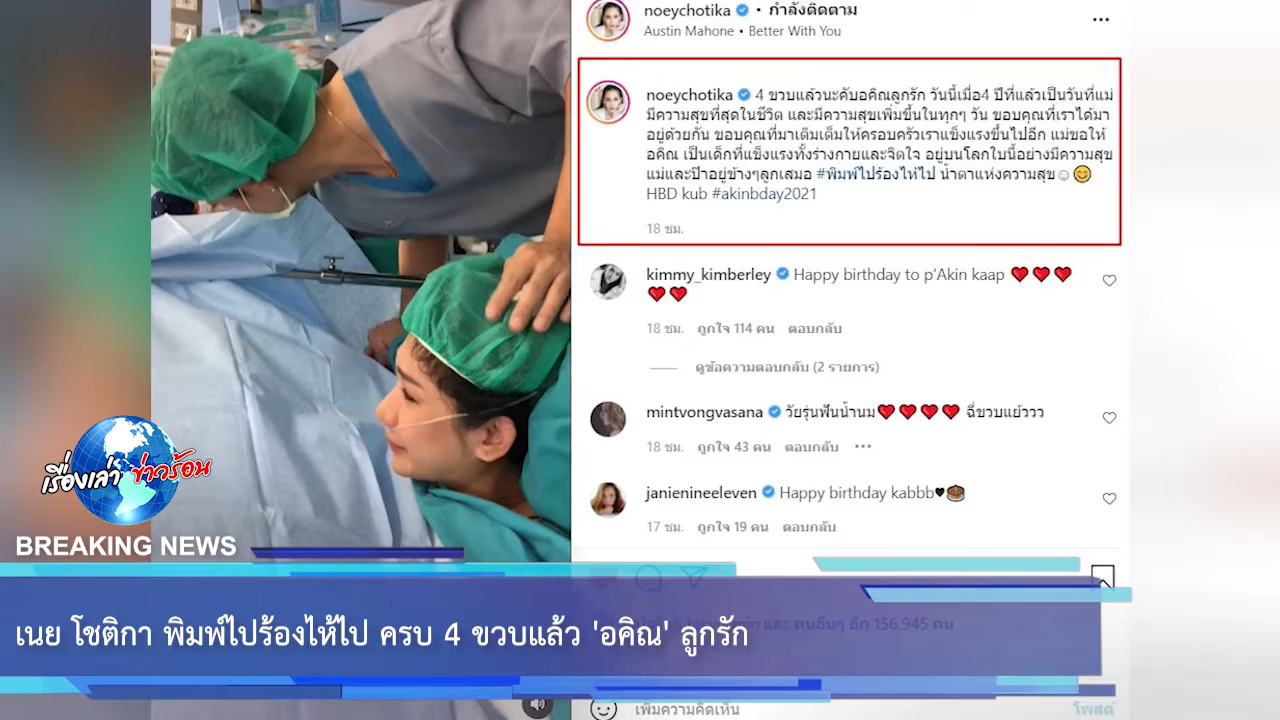 noeychotika • กำลังติดตาม
Austin Mahone • Better With You
noeychotika 4 ขวบแล้วนะคับอคิณลูกรัก วันนี้เมื่อ4 ปีที่แล้วเป็นวันที่แม่
มีความสุขที่สุดในชีวิต และมีความสุขเพิ่มขึ้นในทุกๆ วัน ขอบคุณที่เราได้มา
อยู่ด้วยกัน ขอบคุณที่มาเติมเต็มให้ครอบครัวเราแข็งแรงขึ้นไปอีก แม่ขอให้
อคิณ เป็นเด็กที่แข็งแรงทั้งร่างกายและจิตใจ อยู่บนโลกใบนี้อย่างมีความสุข
แม่และป๊าอยู่ข้างๆลูกเสมอ #พิมพ์ไปร้องไห้ไป น้ำตาแห่งความสุข☺😊
HBD kub #akinbday2021
18 ชม.
kimmy_kimberley Happy birthday to p’Akin kaap ❤❤❤
❤❤
18 ชม. ถูกใจ 114 คน ตอบกลับ
ดูข้อความตอบกลับ (2 รายการ)
mintvongvasana วัยรุ่นฟันน้ำนม❤❤❤❤ ฉี่ขวบแย้ววว
18 ชม. ถูกใจ 43 คน ตอบกลับ •••
janienineeleven Happy birthday kabbb♥🎂
17 ชม. ถูกใจ 19 คน ตอบกลับ
เรื่องเล่า ข่าวร้อน
BREAKING NEWS
และ คนอื่นๆ อีก 156,945 คน
เนย โชติกา พิมพ์ไปร้องไห้ไป ครบ 4 ขวบแล้ว 'อคิณ' ลูกรัก
เพิ่มความคิดเห็น
โพสต์